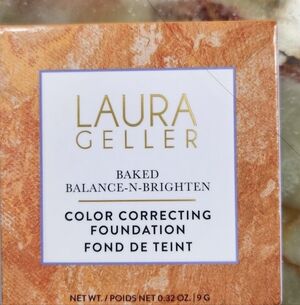 LAURA
GELLER
BAKED
BALANCE-N-BRIGHTEN
COLOR CORRECTING
FOUNDATION
FOND DE TEINT
NET WT. / POIDS NET 0.32 OZ. | 9 G